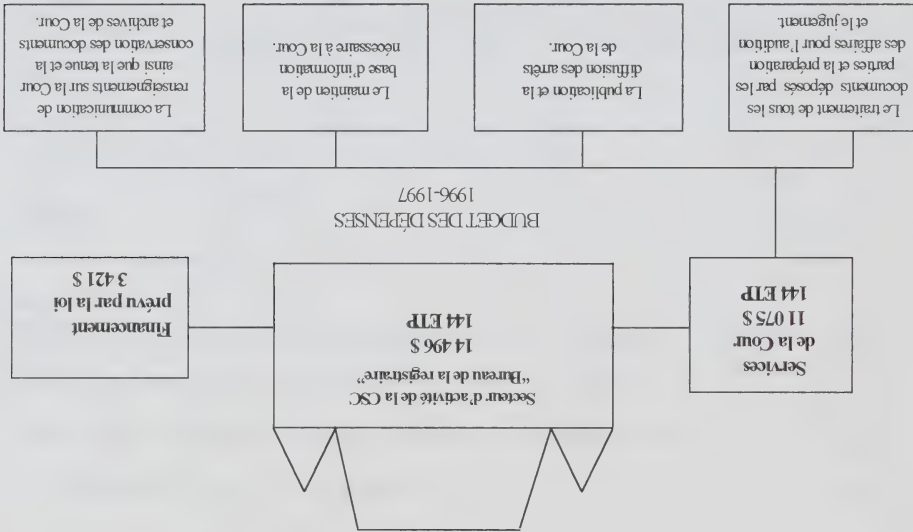 Secteur d'activité de la CSC
"Bureau de la registraire"
14 496 $
144 ETP
Services
de la Cour
11 075 $
144 ETP
Financement
prévu par la loi
3 421 $
BUDGET DES DÉPENSES
1996-1997
Le traitement de tous les
documents déposés par les
parties et la préparation
des affaires pour l'audition
et le jugement.
La publication et la
diffusion des arrêts
de la Cour.
Le maintien de la
base d'information
nécessaire à la Cour.
La communication de
renseignements sur la Cour
ainsi que la tenue et la
conservation des documents
et archives de la Cour.